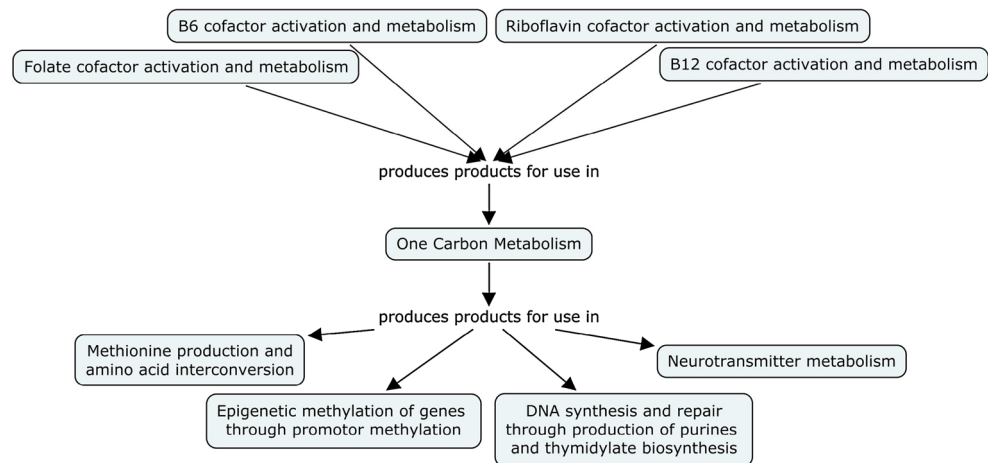 B6 cofactor activation and metabolism
Riboflavin cofactor activation and metabolism
Folate cofactor activation and metabolism
B12 cofactor activation and metabolism
produces products for use in
One Carbon Metabolism
produces products for use in
Methionine production and
amino acid interconversion
Neurotransmitter metabolism
Epigenetic methylation of genes
through promotor methylation
DNA synthesis and repair
through production of purines
and thymidylate biosynthesis